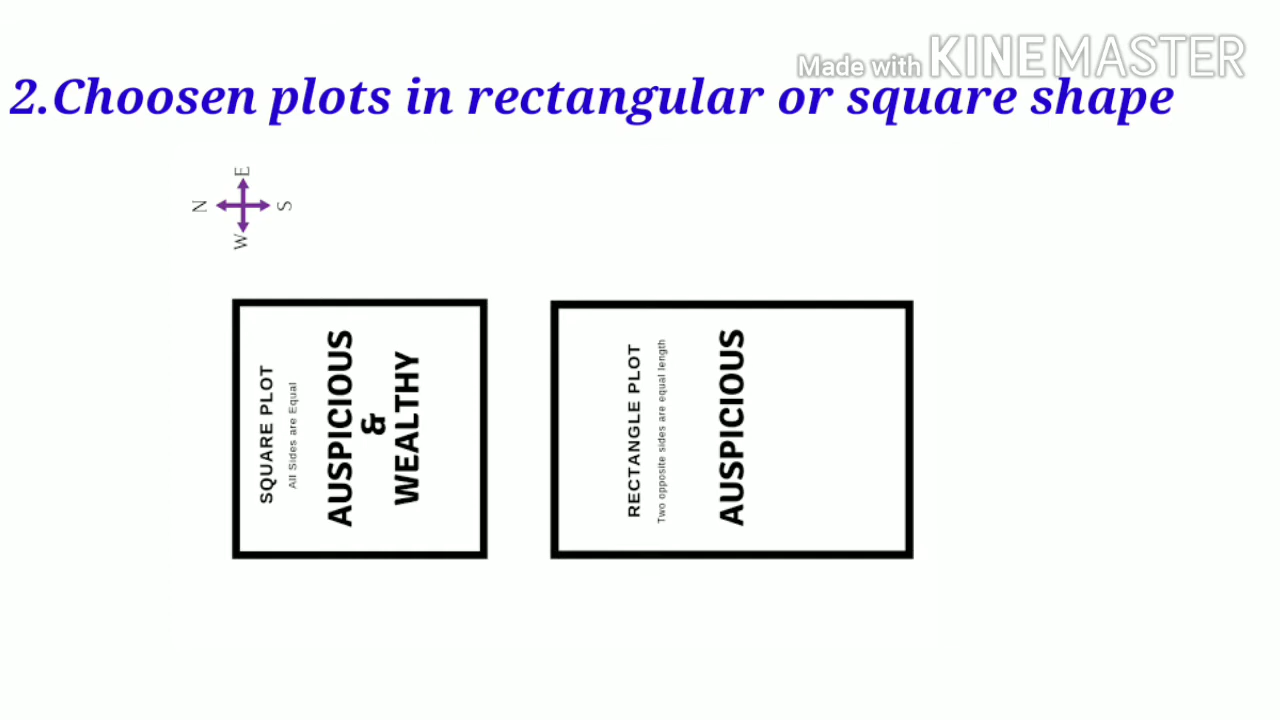 Made with KINEMASTER
2.Choosen plots in rectangular or square shape
N
E
S
W
SQUARE PLOT
All Sides are Equal
AUSPICIOUS
&
WEALTHY
RECTANGLE PLOT
Two opposite sides are equal length
AUSPICIOUS